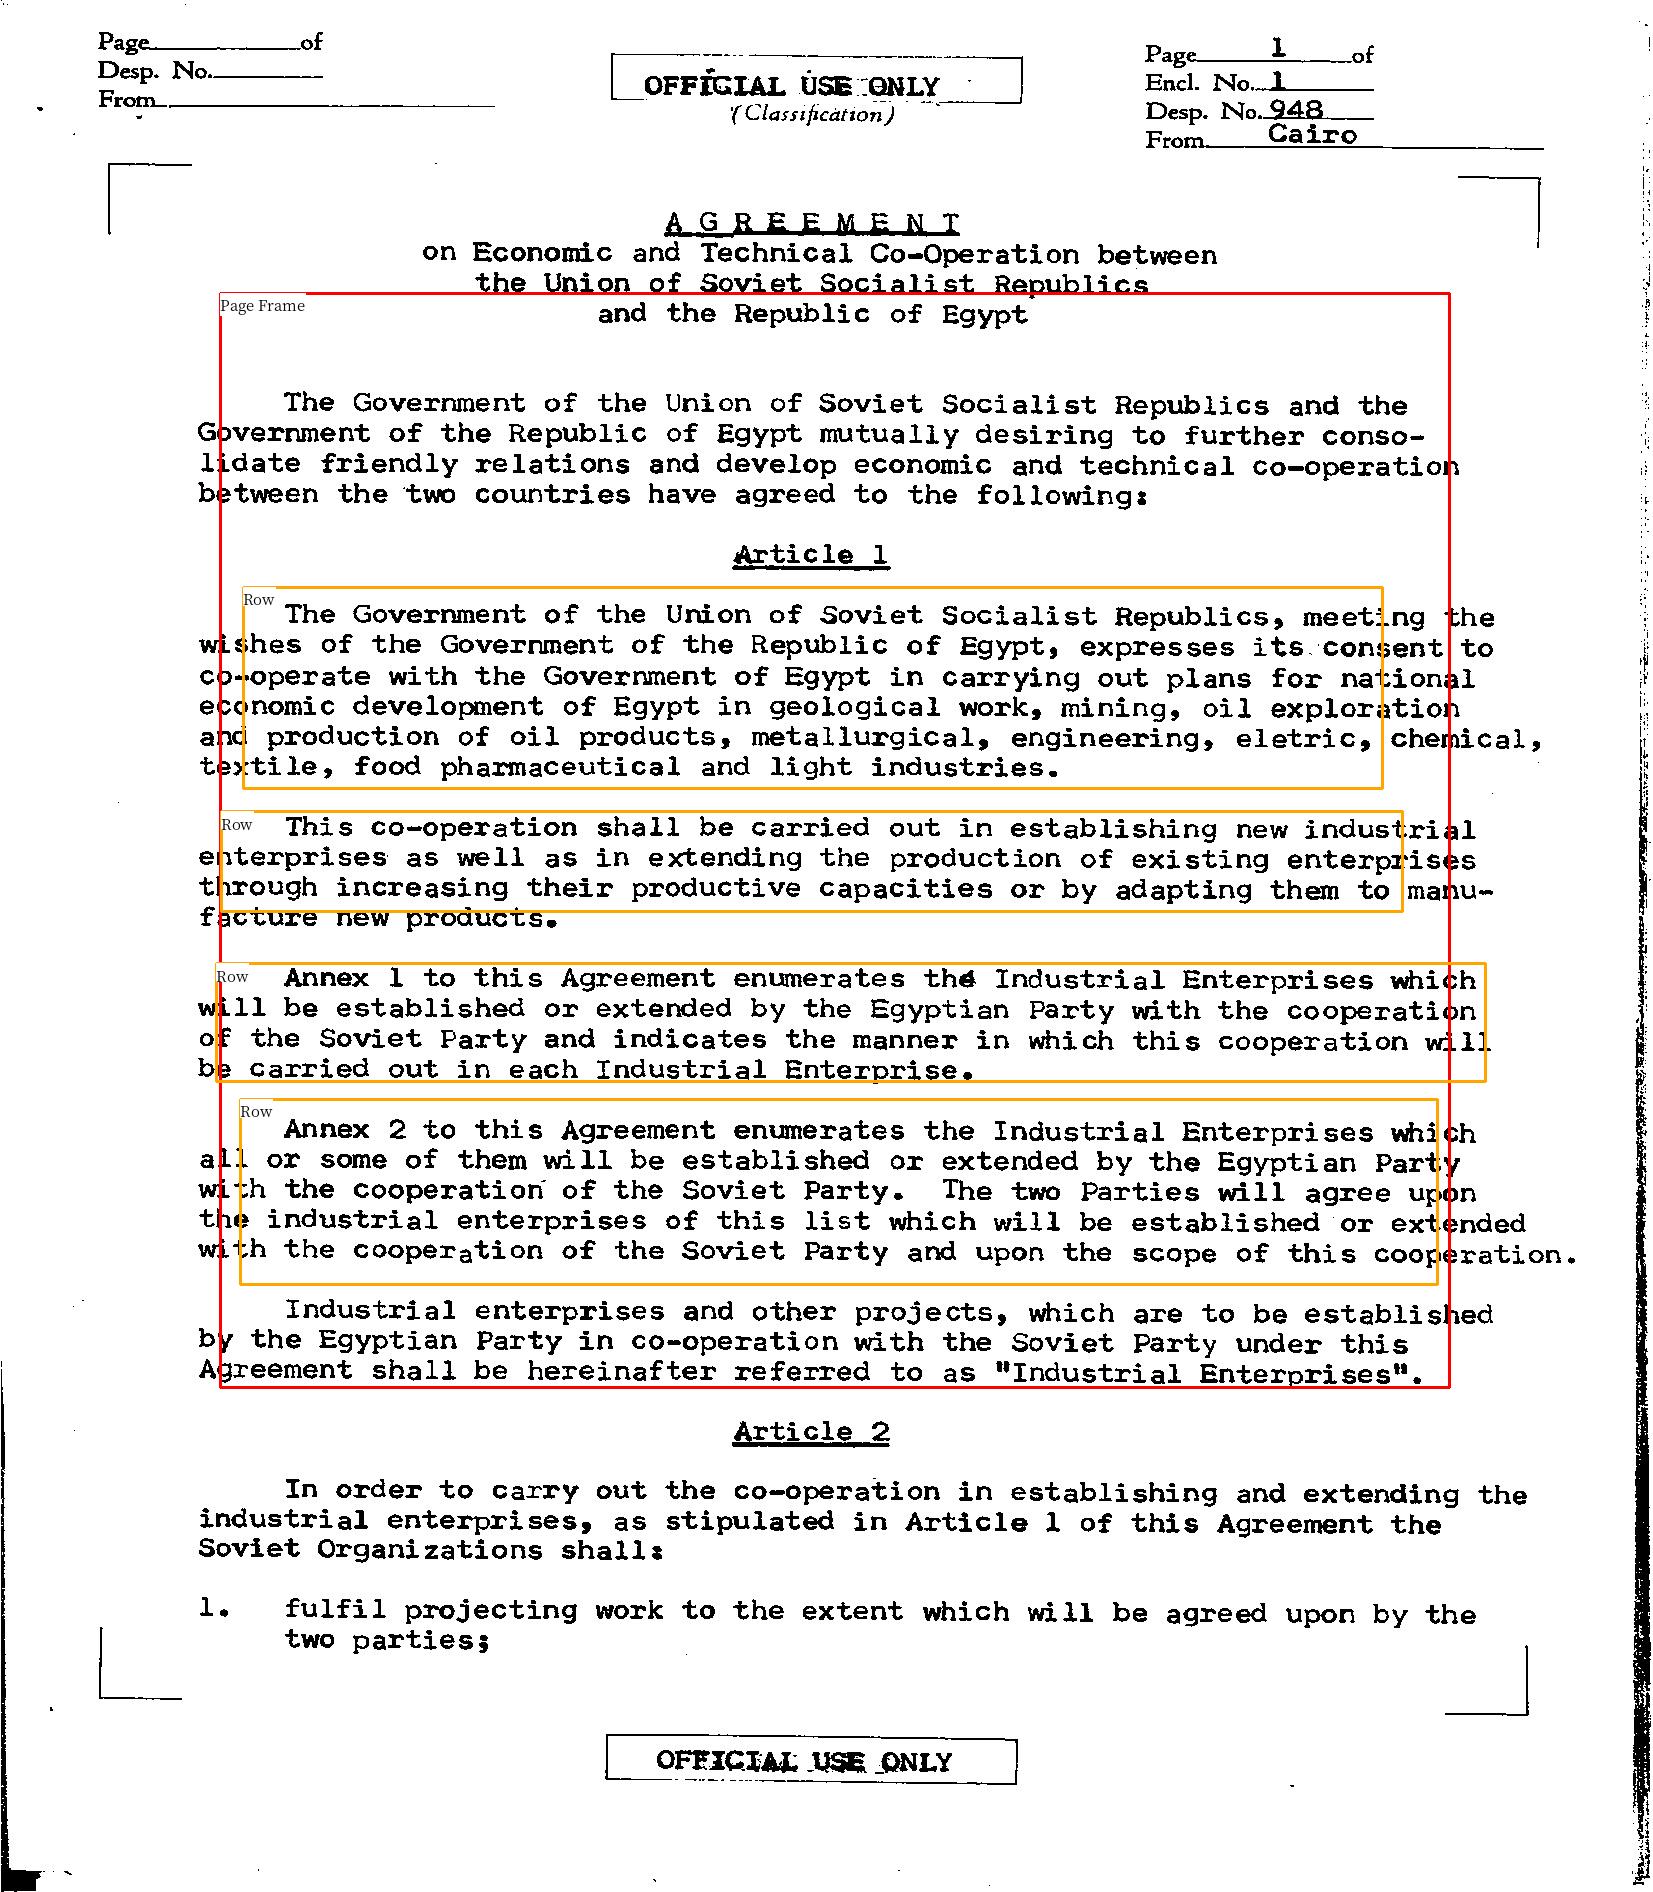 Page of
Desp. No.
From
OFFICIAL USE ONLY
(Classification)
Page 1 of
Encl. No. 1
Desp. No. 948
From Cairo
AGREEMENT
on Economic and Technical Co-Operation between
the Union of Soviet Socialist Republics
Page Frame
and the Republic of Egypt
The Government of the Union of Soviet Socialist Republics and the
Government of the Republic of Egypt mutually desiring to further conso-
lidate friendly relations and develop economic and technical co-operation
between the two countries have agreed to the following:
Article 1
Row
The Government of the Union of Soviet Socialist Republics, meeting the
wishes of the Government of the Republic of Egypt, expresses its consent to
co-operate with the Government of Egypt in carrying out plans for national
economic development of Egypt in geological work, mining, oil exploration
and production of oil products, metallurgical, engineering, eletric, chemical,
textile, food pharmaceutical and light industries.
Row
This co-operation shall be carried out in establishing new industrial
enterprises as well as in extending the production of existing enterprises
through increasing their productive capacities or by adapting them to manu-
facture new products.
Row
Annex 1 to this Agreement enumerates the Industrial Enterprises which
will be established or extended by the Egyptian Party with the cooperation
of the Soviet Party and indicates the manner in which this cooperation will
be carried out in each Industrial Enterprise.
Row
Annex 2 to this Agreement enumerates the Industrial Enterprises which
all or some of them will be established or extended by the Egyptian Party
with the cooperation of the Soviet Party. The two Parties will agree upon
the industrial enterprises of this list which will be established or extended
with the cooperation of the Soviet Party and upon the scope of this cooperation.
Industrial enterprises and other projects, which are to be established
by the Egyptian Party in co-operation with the Soviet Party under this
Agreement shall be hereinafter referred to as "Industrial Enterprises".
Article 2
In order to carry out the co-operation in establishing and extending the
industrial enterprises, as stipulated in Article 1 of this Agreement the
Soviet Organizations shall:
1. fulfil projecting work to the extent which will be agreed upon by the
two parties;
OFFICIAL USE ONLY